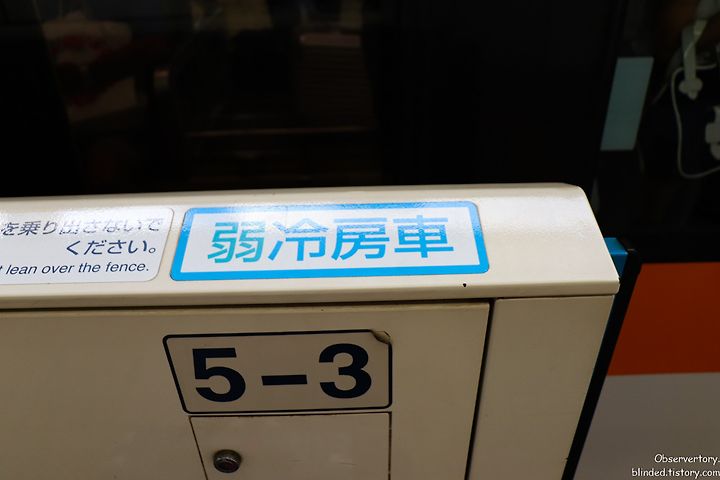 を乗り出さないで
ください。
lean over the fence.
弱冷房車
5-3
Observertory.
blinded.tistory.com